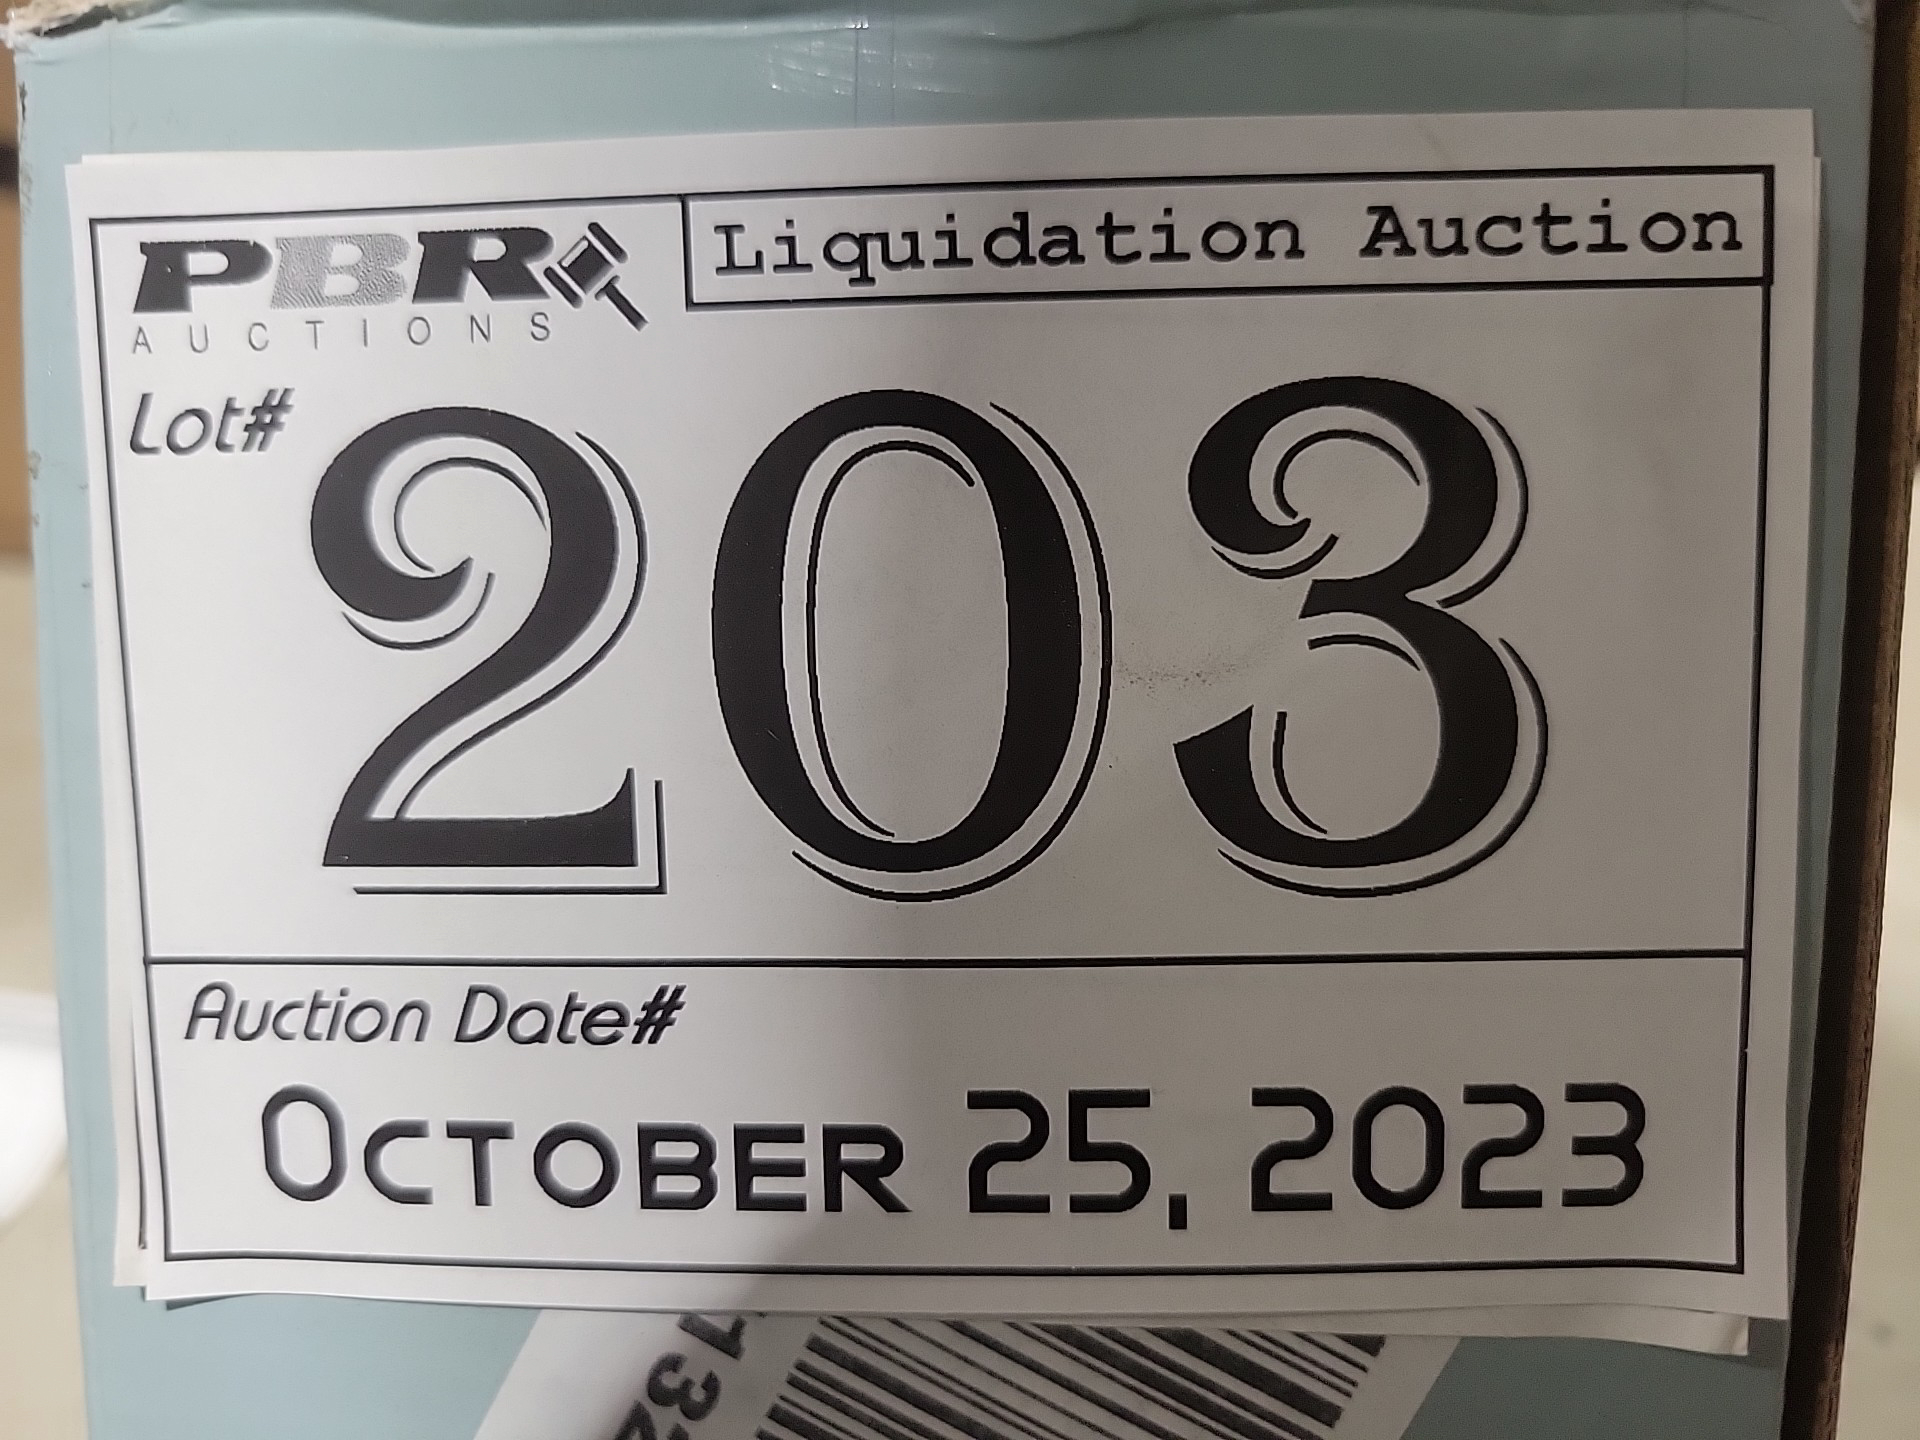 PBR
AUCTIONS
Liquidation Auction
Lot#
203
Auction Date#
October 25, 2023